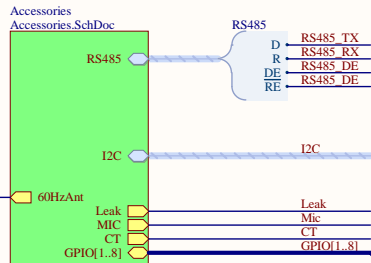 Accessories
Accessories.SchDoc
RS485
RS485
D
RS485_TX
R
RS485_RX
DE
RS485_DE
RE
RS485_DE
I2C
I2C
60HzAnt
Leak
Leak
MIC
Mic
CT
CT
GPIO[1..8]
GPIO[1..8]